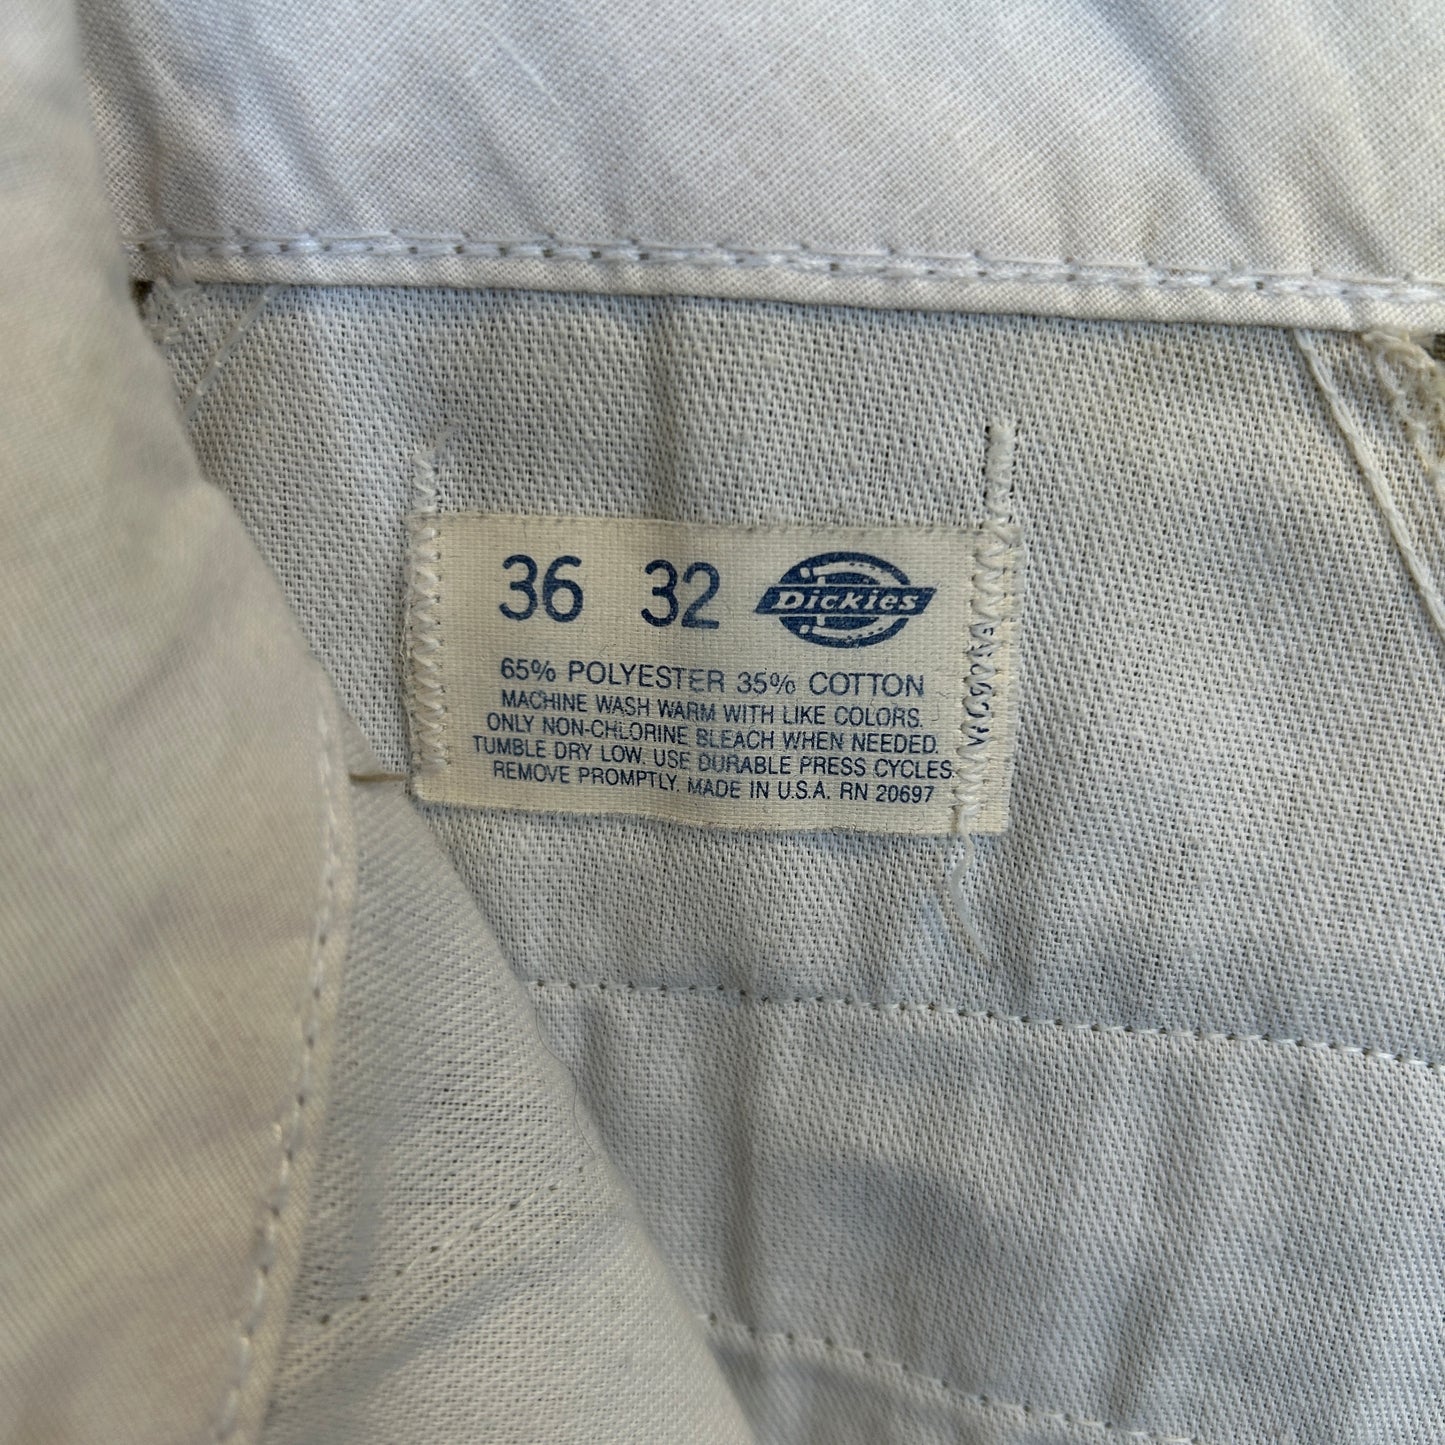 36 32 Dickies
65% POLYESTER 35% COTTON
MACHINE WASH WARM WITH LIKE COLORS.
ONLY NON-CHLORINE BLEACH WHEN NEEDED.
TUMBLE DRY LOW. USE DURABLE PRESS CYCLES.
REMOVE PROMPTLY. MADE IN U.S.A. RN 20697